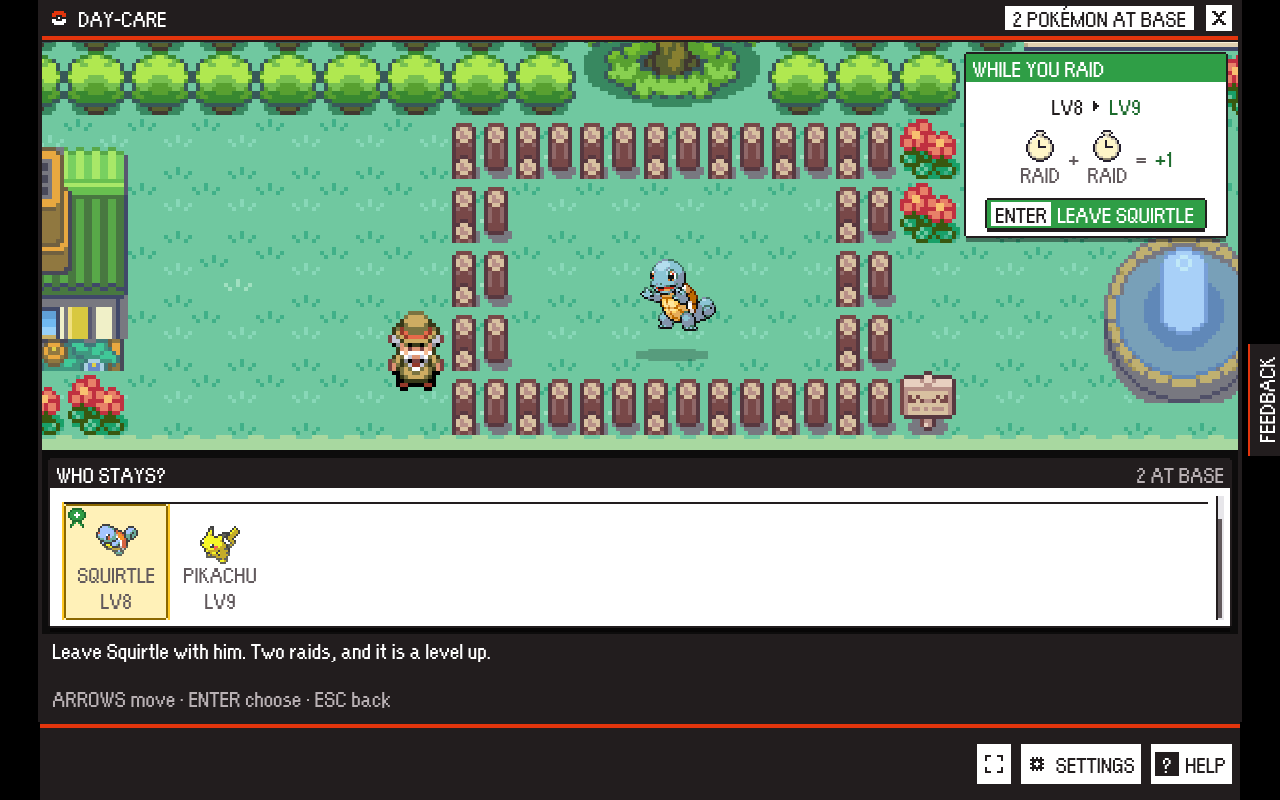 DAY-CARE
2 POKÉMON AT BASE X
WHILE YOU RAID
LV8 LV9
RAID + RAID = +1
ENTER LEAVE SQUIRTLE
FEEDBACK
WHO STAYS?
2 AT BASE
SQUIRTLE
LV8
PIKACHU
LV9
Leave Squirtle with him. Two raids, and it is a level up.
ARROWS move · ENTER choose · ESC back
SETTINGS
? HELP